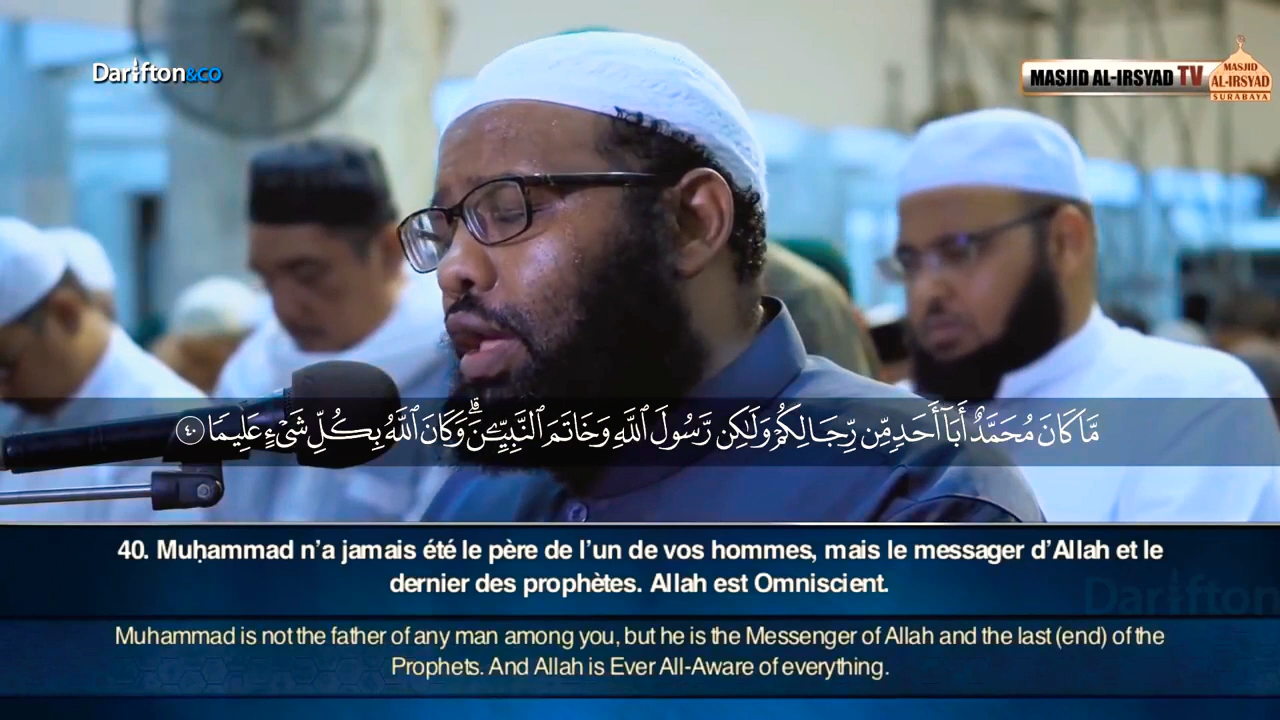 Darifton&CO
MASJID AL-IRSYAD TV
MASJID
AL-IRSYAD
SURABAYA
مَّا كَانَ مُحَمَّدٌ أَبَآ أَحَدٍ مِّن رِّجَالِكُمْ وَلَٰكِن رَّسُولَ ٱللَّهِ وَخَاتَمَ ٱلنَّبِيِّـۧنَ ۗ وَكَانَ ٱللَّهُ بِكُلِّ شَىْءٍ عَلِيمًا ٤٠
40. Muḥammad n’a jamais été le père de l’un de vos hommes, mais le messager d’Allah et le
dernier des prophètes. Allah est Omniscient.
Darifton
Muhammad is not the father of any man among you, but he is the Messenger of Allah and the last (end) of the
Prophets. And Allah is Ever All-Aware of everything.